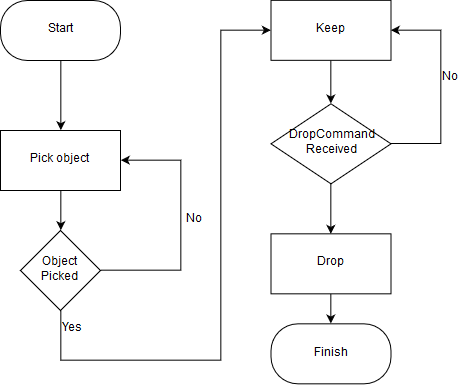 Start
Pick object
No
Object
Picked
Yes
Keep
No
DropCommand
Received
Drop
Finish